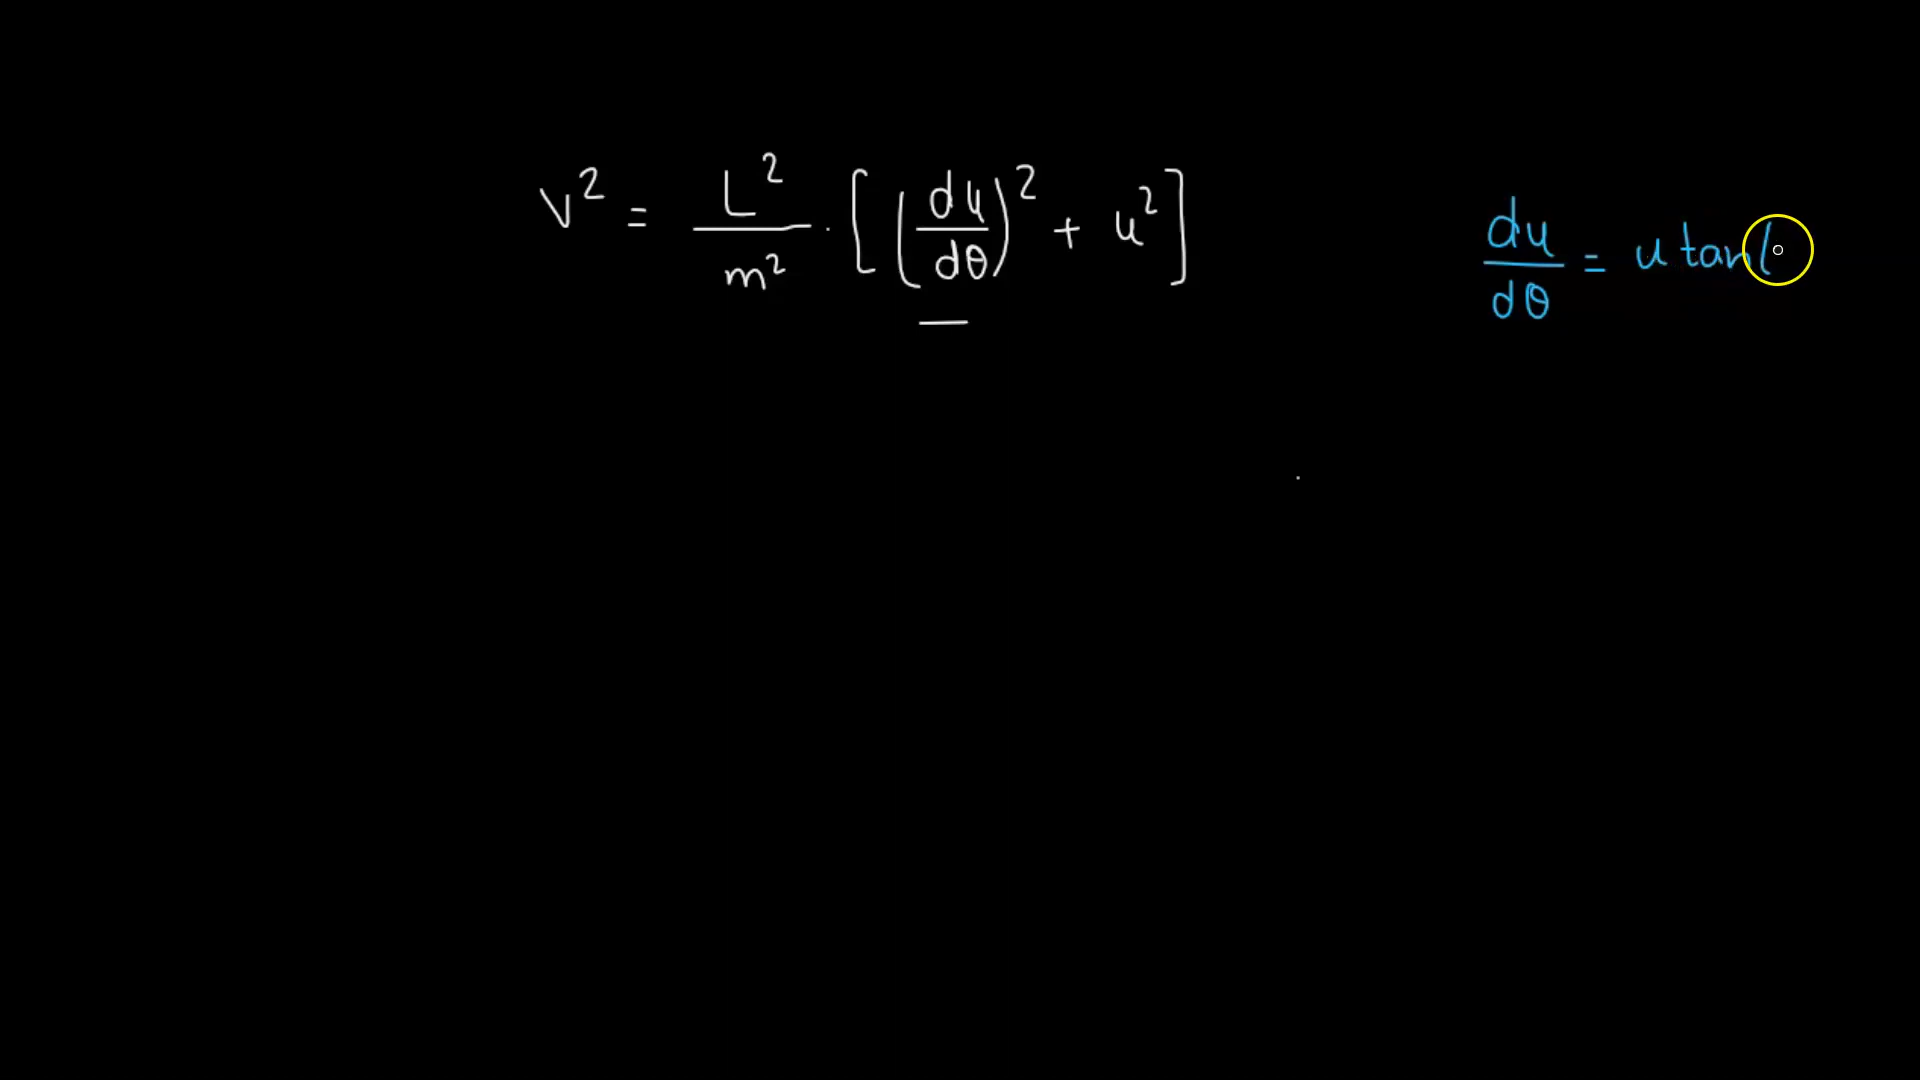 v² = L²/m² · [(du/dθ)² + u²]
du/dθ = u tan(